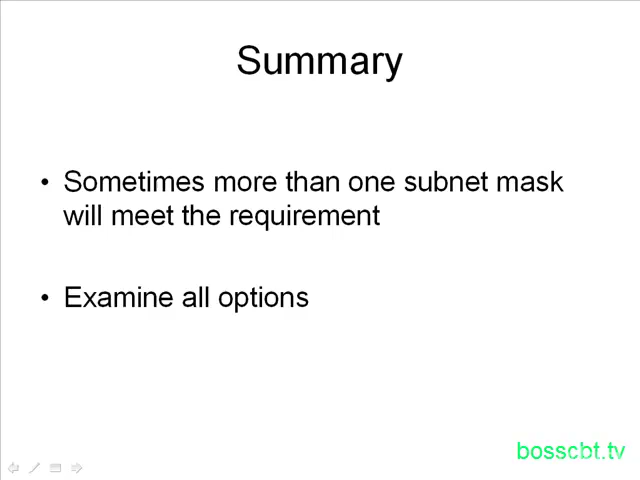 Summary
• Sometimes more than one subnet mask
will meet the requirement
• Examine all options
bosscbt.tv